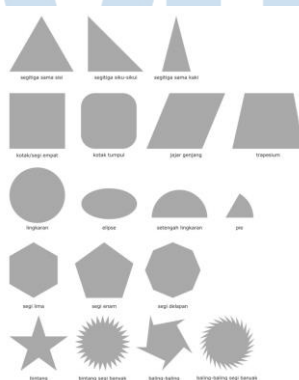 segitiga sama sisi
segitiga siku-siku
segitiga sama kaki
kotak/segi empat
kotak tumpul
jajar genjang
trapesium
lingkaran
elips
setengah lingkaran
pie
segi lima
segi enam
segi delapan
bintang
bintang segi banyak
baling baling
baling baling segi banyak